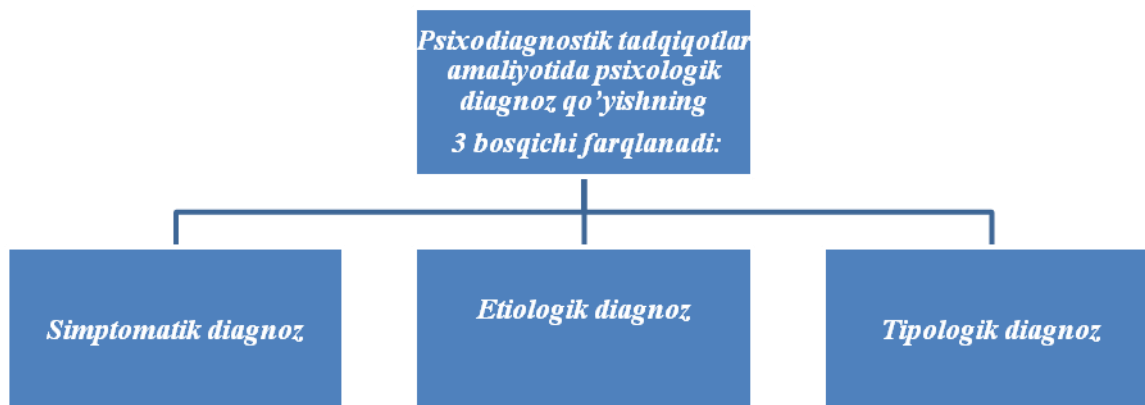 Psixodiagnostik tadqiqotlar
amaliyotida psixologik
diagnoz qo’yishning
3 bosqichi farqlanadi:
Simptomatik diagnoz
Etiologik diagnoz
Tipologik diagnoz